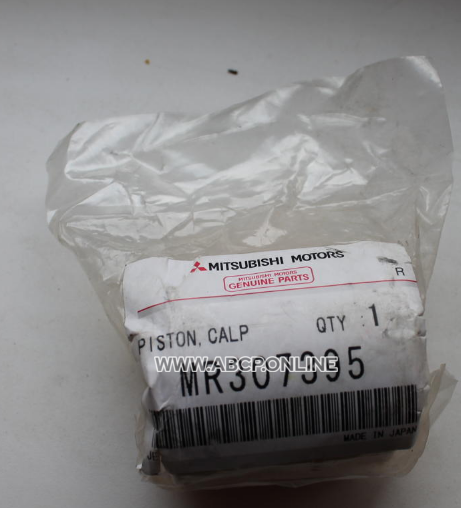 MITSUBISHI MOTORS
MITSUBISHI MOTORS
GENUINE PARTS
R
PISTON, CALP QTY : 1
WWW.ABCP.ONLINE
MADE IN JAPAN